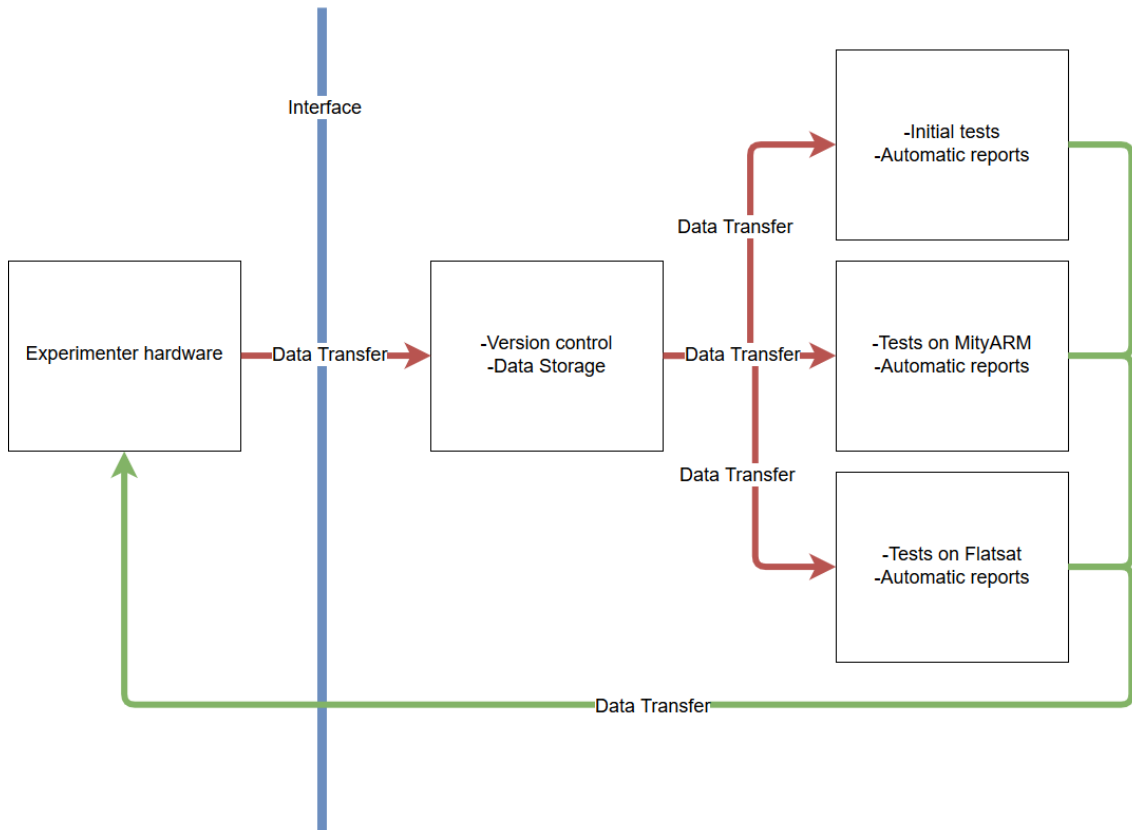 Interface
-Initial tests
-Automatic reports
Data Transfer
Experimenter hardware
Data Transfer
-Version control
-Data Storage
Data Transfer
-Tests on MityARM
-Automatic reports
Data Transfer
-Tests on Flatsat
-Automatic reports
Data Transfer